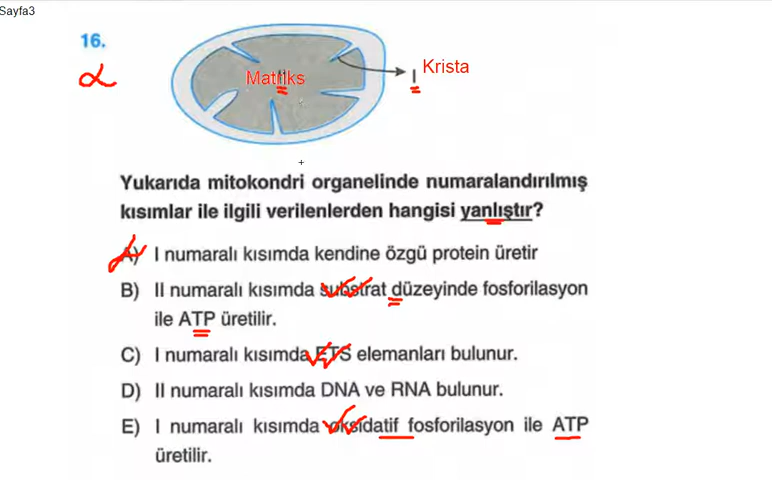 Sayfa3
16.
Matriks
I
Krista
Yukarıda mitokondri organelinde numaralandırılmış
kısımlar ile ilgili verilenlerden hangisi yanlıştır?
A) I numaralı kısımda kendine özgü protein üretir
B) II numaralı kısımda substrat düzeyinde fosforilasyon
ile ATP üretilir.
C) I numaralı kısımda ETS elemanları bulunur.
D) II numaralı kısımda DNA ve RNA bulunur.
E) I numaralı kısımda oksidatif fosforilasyon ile ATP
üretilir.